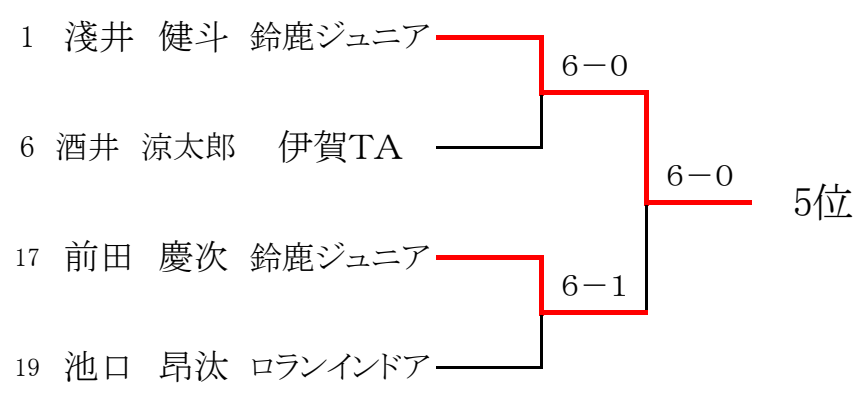 1 淺井 健斗 鈴鹿ジュニア
6－0
6 酒井 涼太郎 伊賀TA
6－0
5位
17 前田 慶次 鈴鹿ジュニア
6－1
19 池口 昂汰 ロランインドア